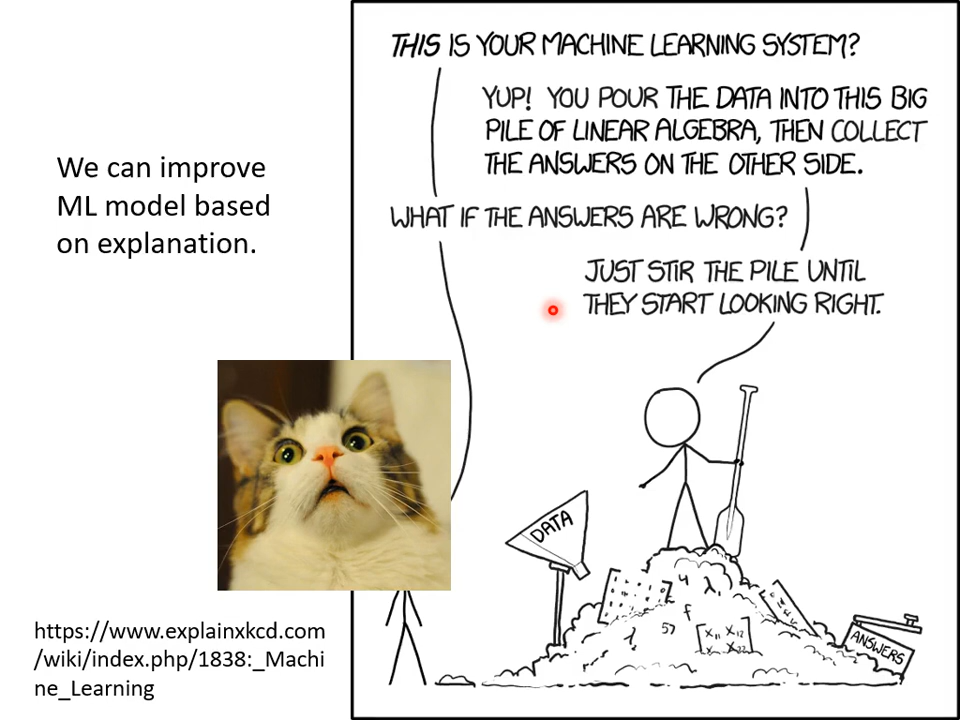 We can improve
ML model based
on explanation.
THIS IS YOUR MACHINE LEARNING SYSTEM?
YUP! YOU POUR THE DATA INTO THIS BIG
PILE OF LINEAR ALGEBRA, THEN COLLECT
THE ANSWERS ON THE OTHER SIDE.
WHAT IF THE ANSWERS ARE WRONG?
JUST STIR THE PILE UNTIL
THEY START LOOKING RIGHT.
DATA
ANSWERS
https://www.explainxkcd.com
/wiki/index.php/1838:_Machi
ne_Learning